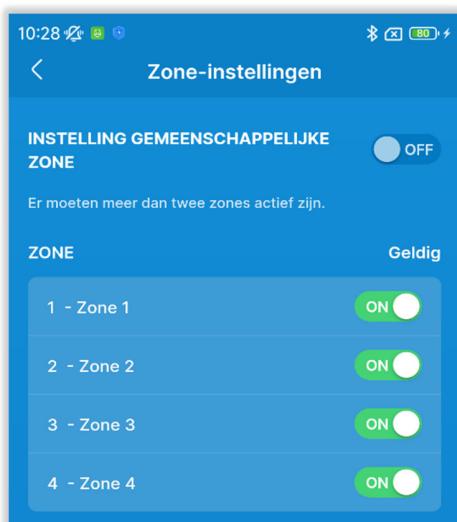 10:28 80
Zone-instellingen
INSTELLING GEMEENSCHAPPELIJKE
ZONE
OFF
Er moeten meer dan twee zones actief zijn.
ZONE Geldig
1 - Zone 1 ON
2 - Zone 2 ON
3 - Zone 3 ON
4 - Zone 4 ON